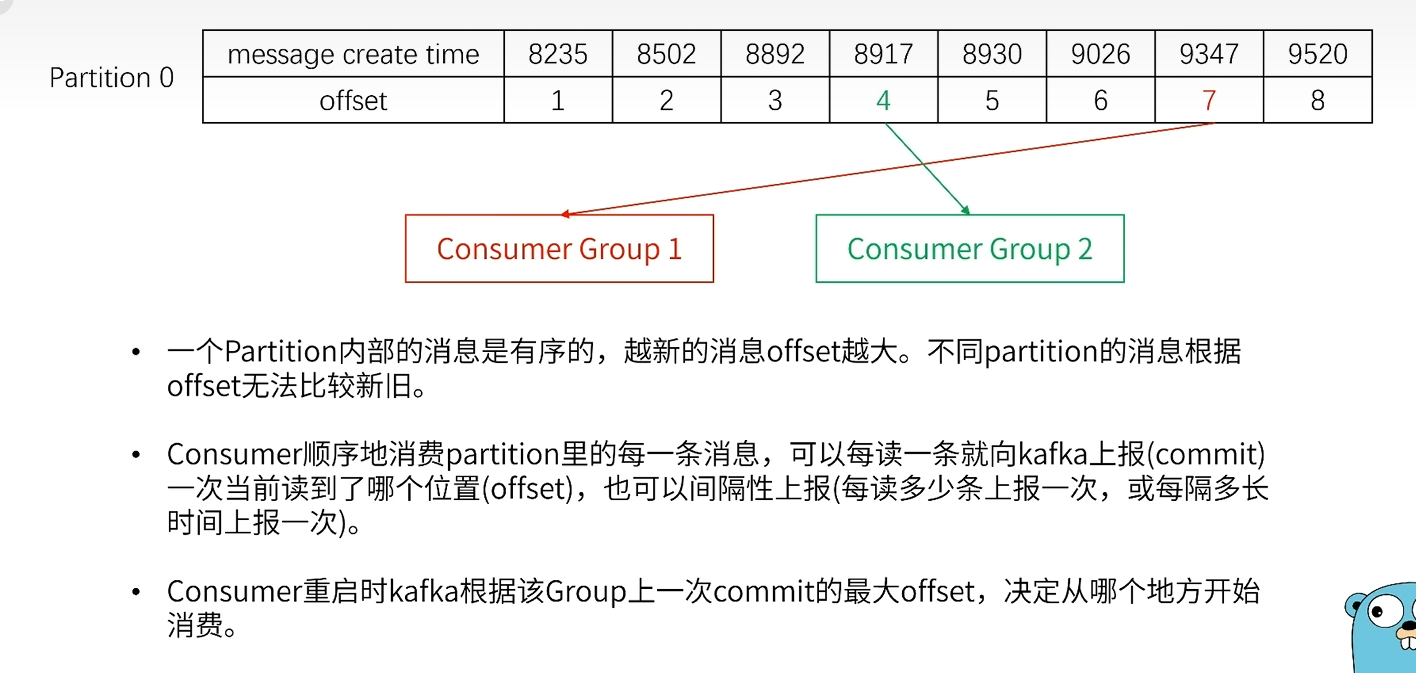 Partition 0
message create time 8235 8502 8892 8917 8930 9026 9347 9520
offset 1 2 3 4 5 6 7 8
Consumer Group 1
Consumer Group 2
• 一个Partition内部的消息是有序的，越新的消息offset越大。不同partition的消息根据
offset无法比较新旧。
• Consumer顺序地消费partition里的每一条消息，可以每读一条就向kafka上报(commit)
一次当前读到了哪个位置(offset)，也可以间隔性上报(每读多少条上报一次，或每隔多长
时间上报一次)。
• Consumer重启时kafka根据该Group上一次commit的最大offset，决定从哪个地方开始
消费。